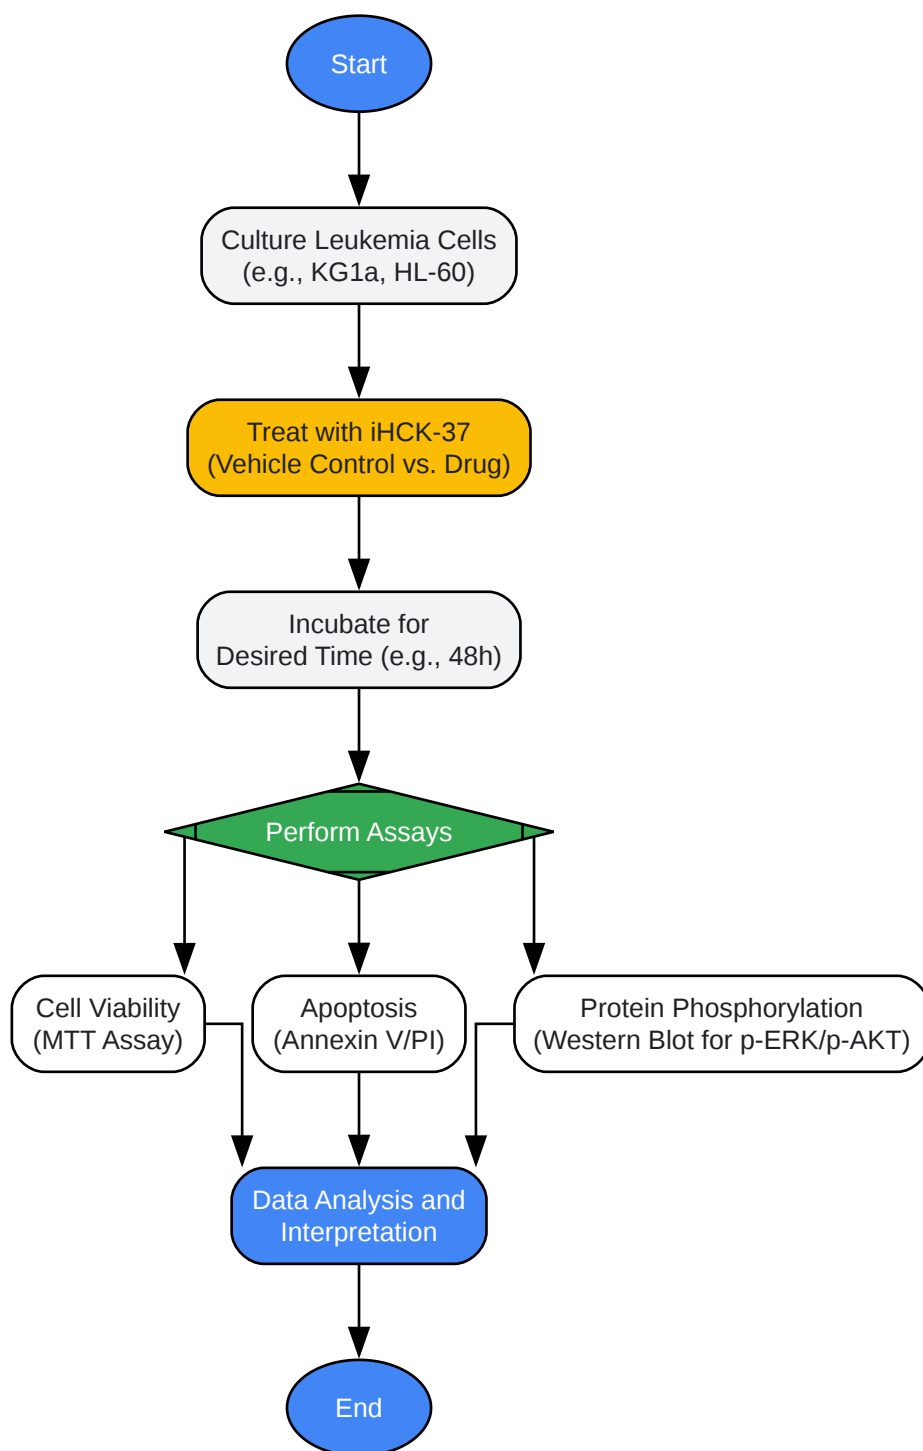 Start
Culture Leukemia Cells
(e.g., KG1a, HL-60)
Treat with iHCK-37
(Vehicle Control vs. Drug)
Incubate for
Desired Time (e.g., 48h)
Perform Assays
Cell Viability
(MTT Assay)
Apoptosis
(Annexin V/PI)
Protein Phosphorylation
(Western Blot for p-ERK/p-AKT)
Data Analysis and
Interpretation
End